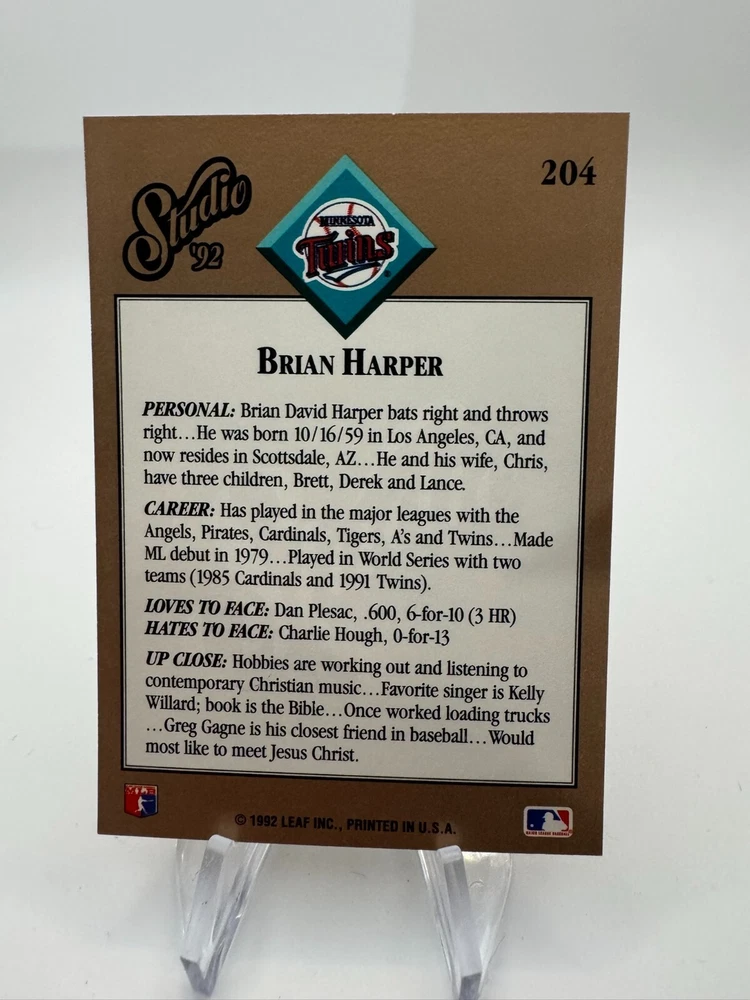 Studio
'92
204
MINNESOTA
Twins
®
BRIAN HARPER
PERSONAL: Brian David Harper bats right and throws
right...He was born 10/16/59 in Los Angeles, CA, and
now resides in Scottsdale, AZ...He and his wife, Chris,
have three children, Brett, Derek and Lance.
CAREER: Has played in the major leagues with the
Angels, Pirates, Cardinals, Tigers, A's and Twins...Made
ML debut in 1979...Played in World Series with two
teams (1985 Cardinals and 1991 Twins).
LOVES TO FACE: Dan Plesac, .600, 6-for-10 (3 HR)
HATES TO FACE: Charlie Hough, 0-for-13
UP CLOSE: Hobbies are working out and listening to
contemporary Christian music...Favorite singer is Kelly
Willard; book is the Bible...Once worked loading trucks
...Greg Gagne is his closest friend in baseball...Would
most like to meet Jesus Christ.
© 1992 LEAF INC., PRINTED IN U.S.A.
MAJOR LEAGUE BASEBALL